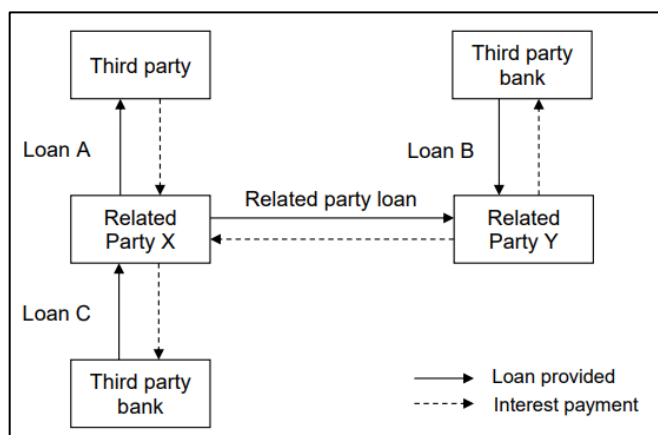 Third party
Third party
bank
Loan A
Loan B
Related party loan
Related
Party X
Related
Party Y
Loan C
Third party
bank
Loan provided
Interest payment